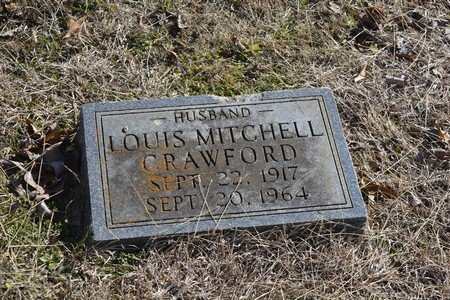 HUSBAND
LOUIS MITCHELL
CRAWFORD
SEPT. 22, 1917
SEPT. 20, 1964